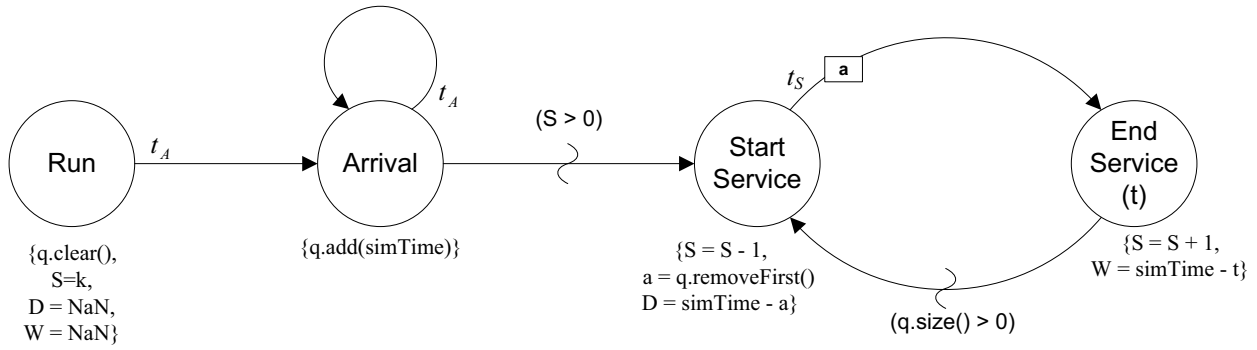 Run
{q.clear(),
S=k,
D = NaN,
W = NaN}
t_A
Arrival
{q.add(simTime)}
t_A
(S > 0)
Start
Service
{S = S - 1,
a = q.removeFirst()
D = simTime - a}
t_S
a
End
Service
(t)
{S = S + 1,
W = simTime - t}
(q.size() > 0)